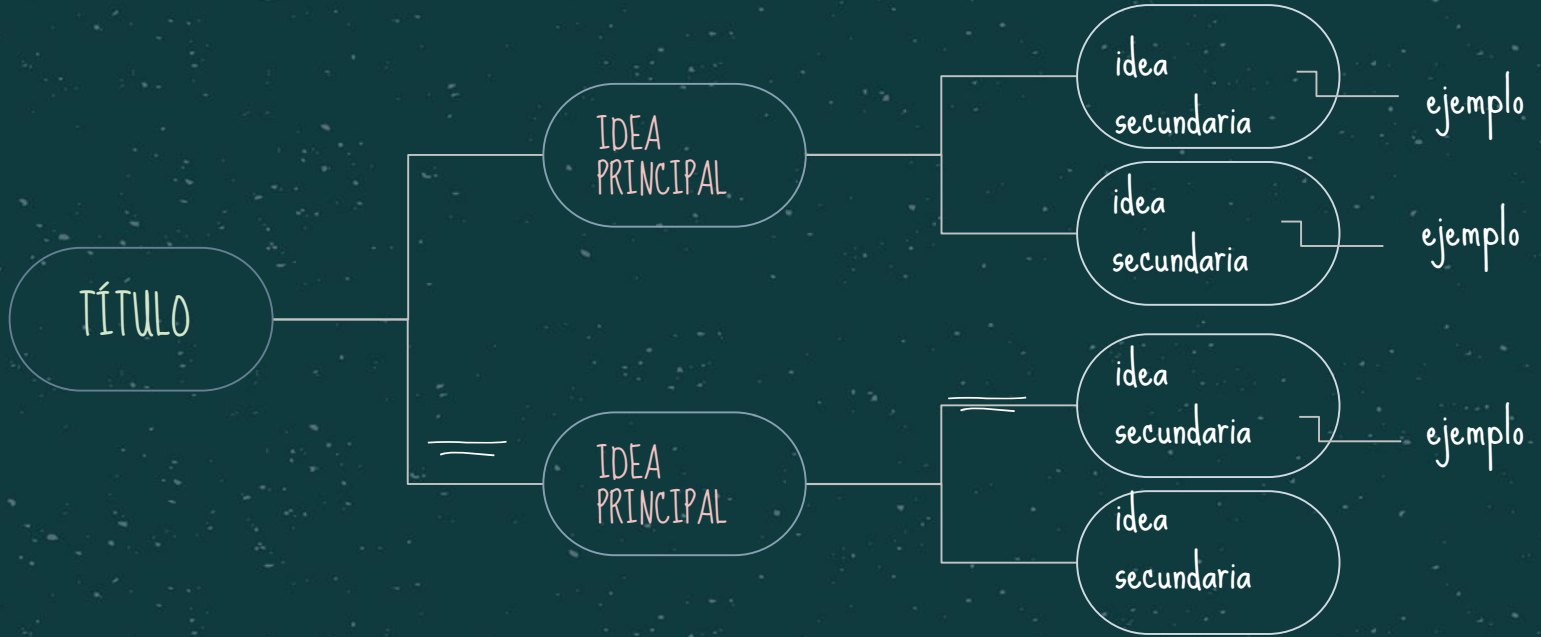 TÍTULO
IDEA
PRINCIPAL
idea
secundaria
ejemplo
idea
secundaria
ejemplo
IDEA
PRINCIPAL
idea
secundaria
ejemplo
idea
secundaria